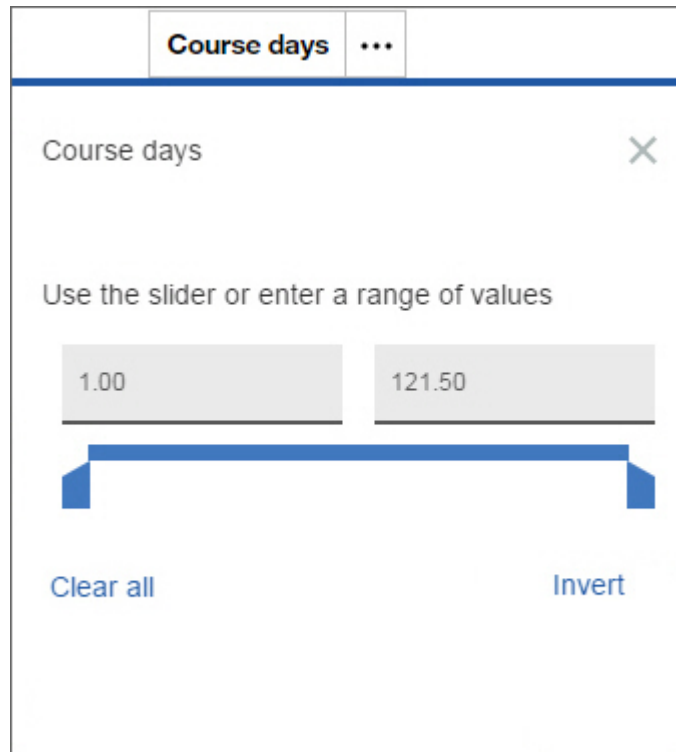 Course days ...
Course days
Use the slider or enter a range of values
1.00 121.50
Clear all Invert